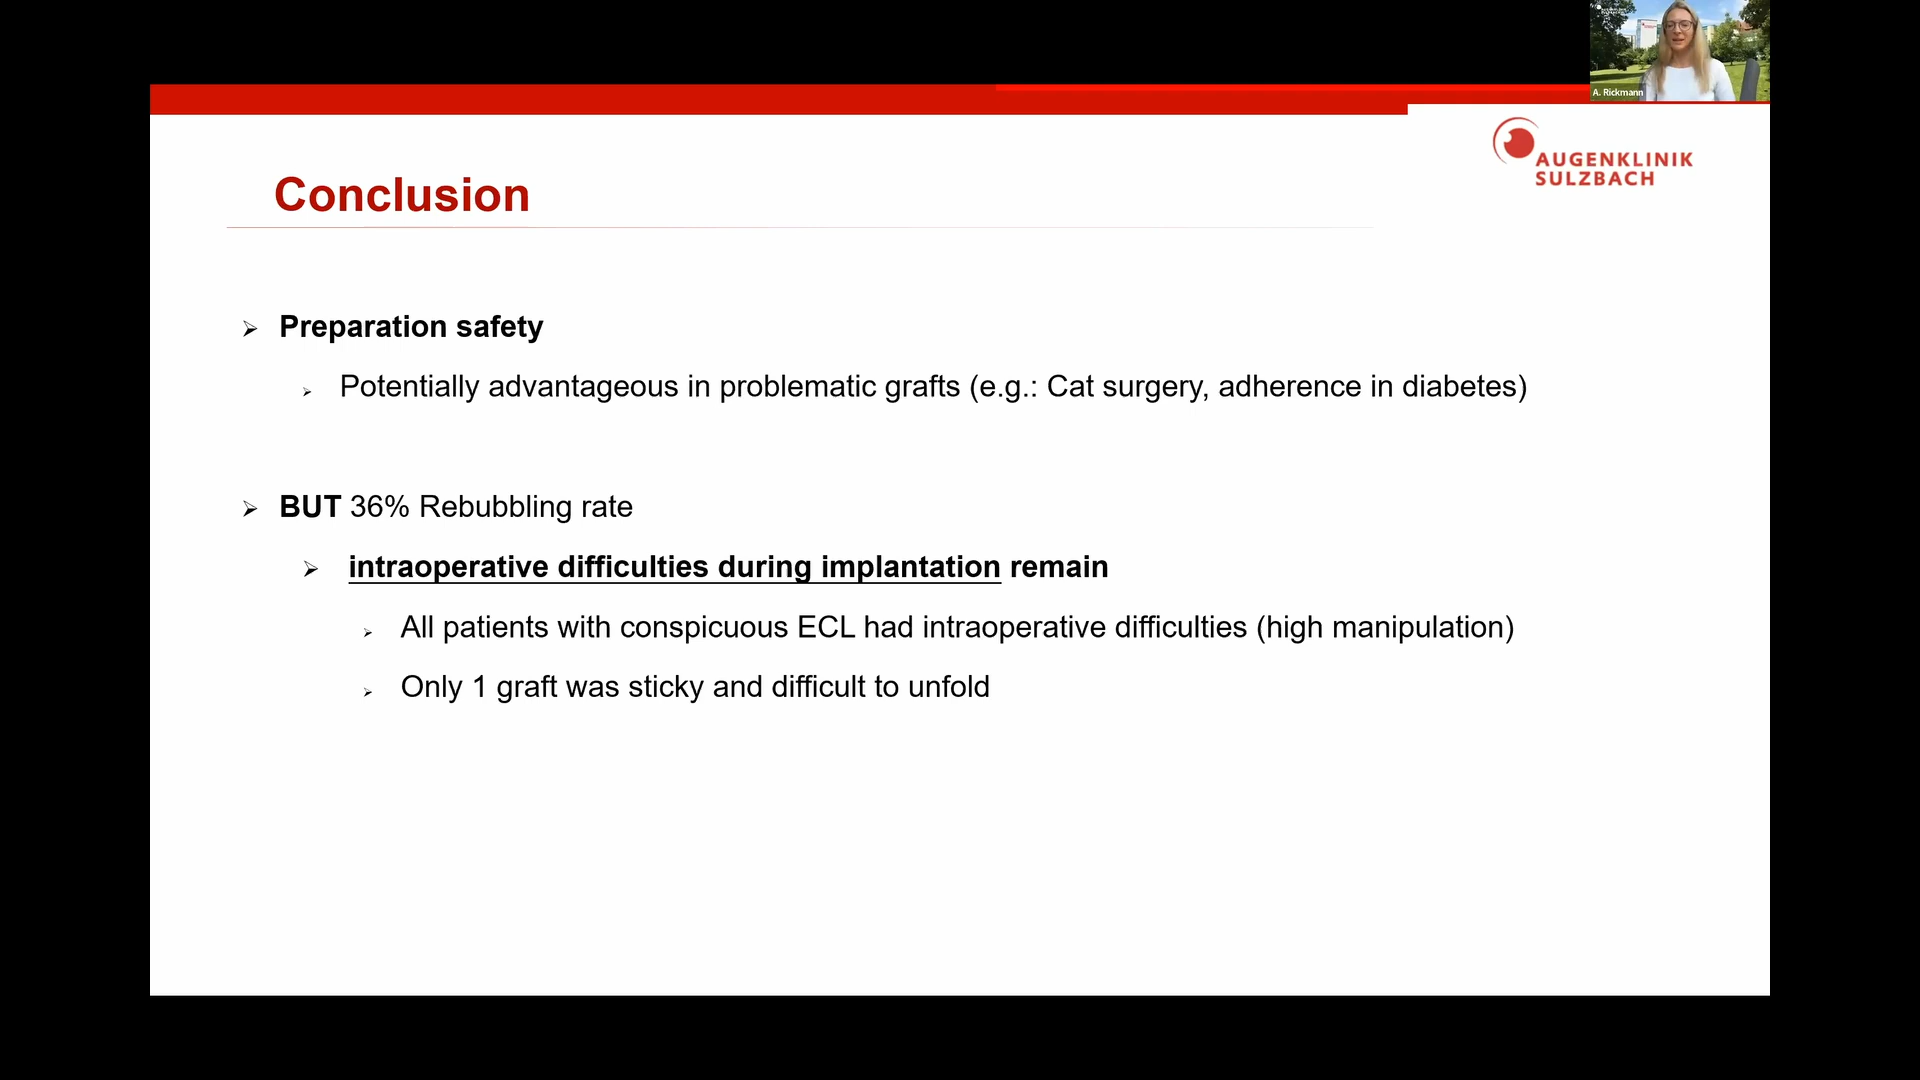 A. Rickmann
AUGENKLINIK
SULZBACH
Conclusion
Preparation safety
Potentially advantageous in problematic grafts (e.g.: Cat surgery, adherence in diabetes)
BUT 36% Rebubbling rate
intraoperative difficulties during implantation remain
All patients with conspicuous ECL had intraoperative difficulties (high manipulation)
Only 1 graft was sticky and difficult to unfold